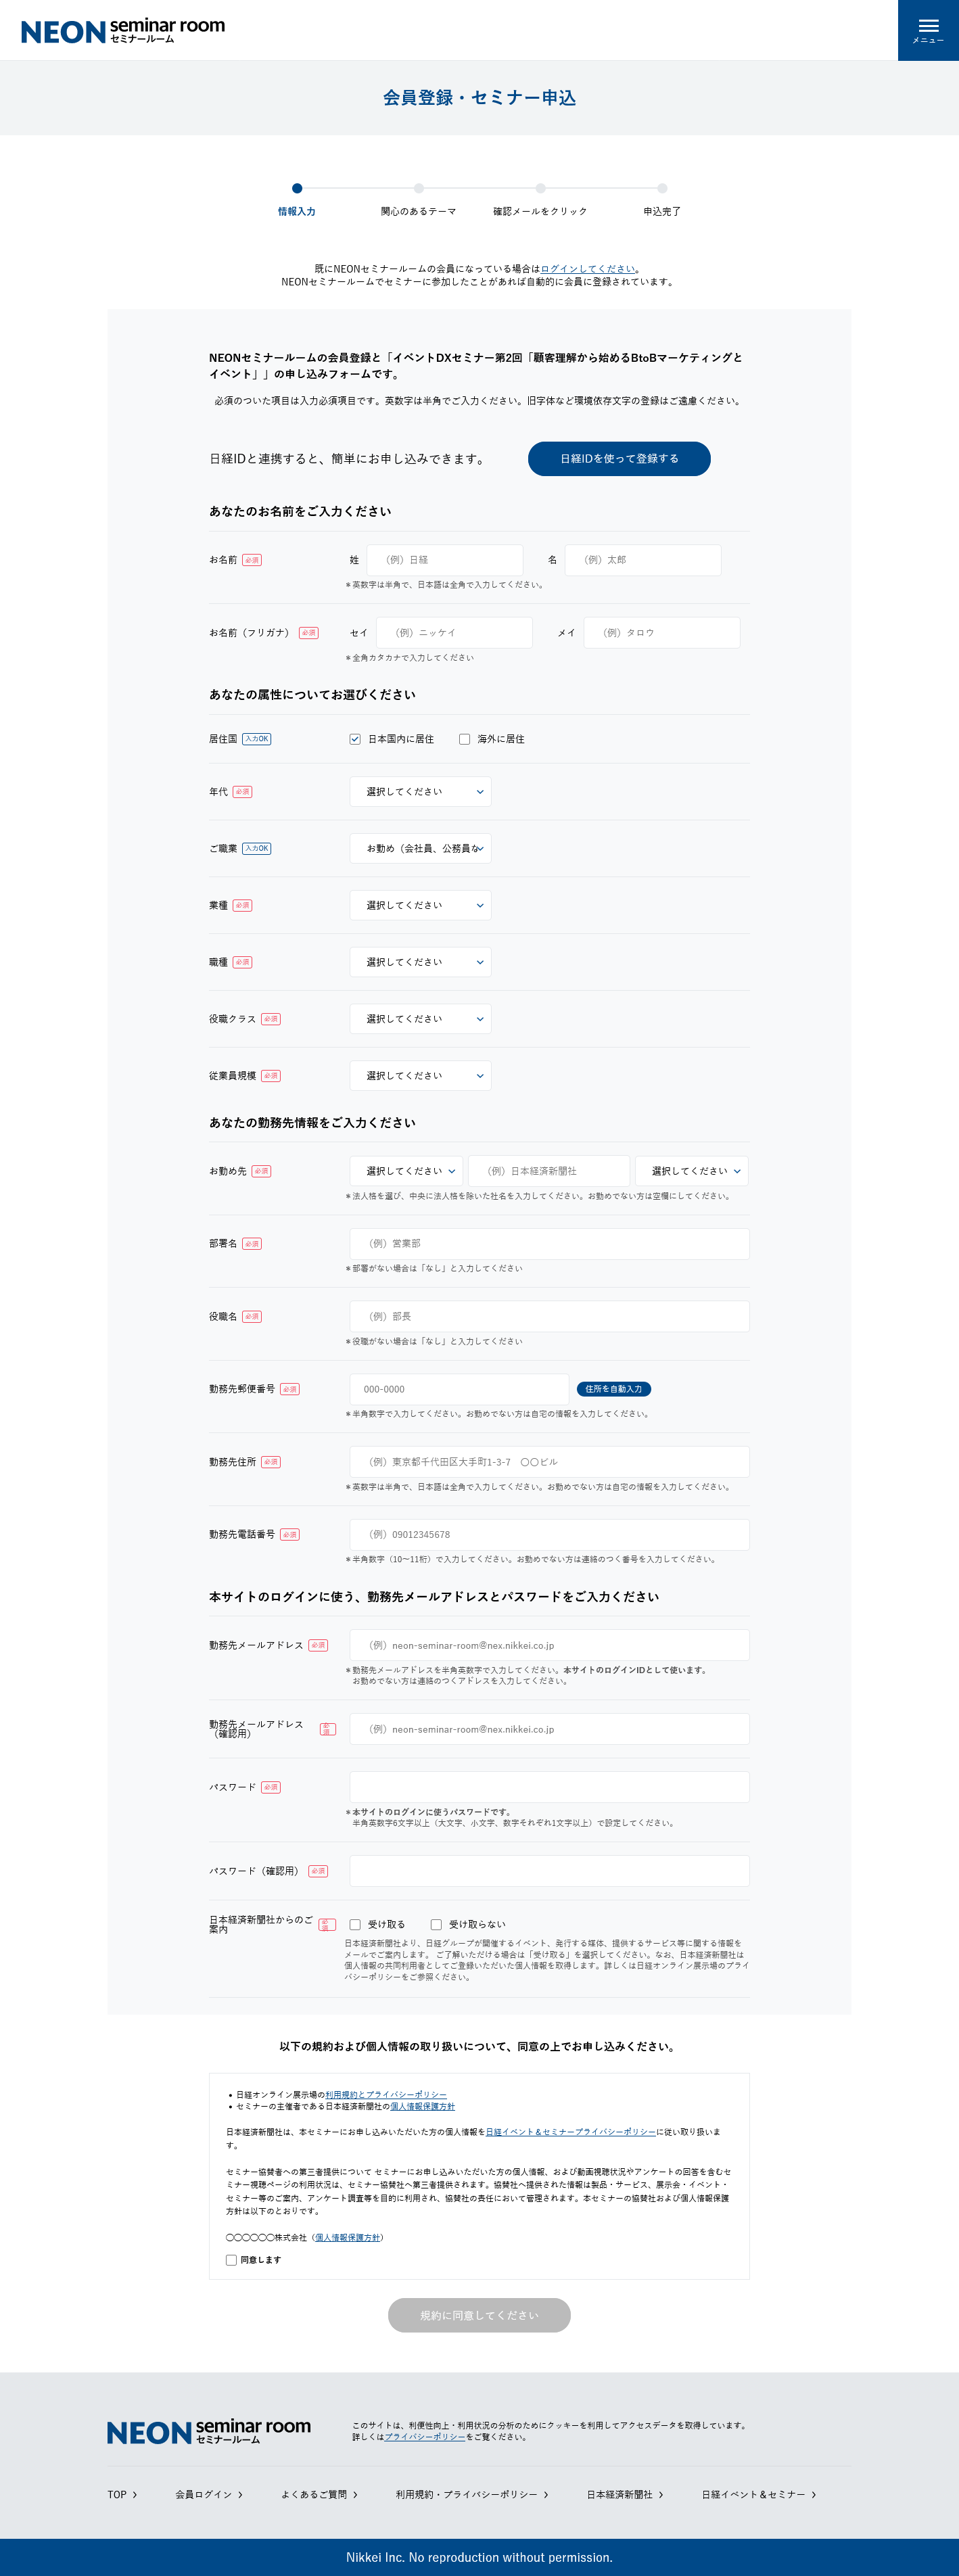 NEON seminar room
セミナールーム
メニュー
会員登録・セミナー申込
情報入力 関心のあるテーマ 確認メールをクリック 申込完了
既にNEONセミナールームの会員になっている場合はログインしてください。
NEONセミナールームでセミナーに参加したことがあれば自動的に会員に登録されています。
NEONセミナールームの会員登録と「イベントDXセミナー第2回「顧客理解から始めるBtoBマーケティングと
イベント」」の申し込みフォームです。
必須のついた項目は入力必須項目です。英数字は半角でご入力ください。旧字体など環境依存文字の登録はご遠慮ください。
日経IDと連携すると、簡単にお申し込みできます。 日経IDを使って登録する
あなたのお名前をご入力ください
お名前 必須 姓 （例）日経 名 （例）太郎
＊英数字は半角で、日本語は全角で入力してください。
お名前（フリガナ） 必須 セイ （例）ニッケイ メイ （例）タロウ
＊全角カタカナで入力してください
あなたの属性についてお選びください
居住国 入力OK 日本国内に居住 海外に居住
年代 必須 選択してください
ご職業 入力OK お勤め（会社員、公務員な
業種 必須 選択してください
職種 必須 選択してください
役職クラス 必須 選択してください
従業員規模 必須 選択してください
あなたの勤務先情報をご入力ください
お勤め先 必須 選択してください （例）日本経済新聞社 選択してください
＊法人格を選び、中央に法人格を除いた社名を入力してください。お勤めでない方は空欄にしてください。
部署名 必須 （例）営業部
＊部署がない場合は「なし」と入力してください
役職名 必須 （例）部長
＊役職がない場合は「なし」と入力してください
勤務先郵便番号 必須 000-0000 住所を自動入力
＊半角数字で入力してください。お勤めでない方は自宅の情報を入力してください。
勤務先住所 必須 （例）東京都千代田区大手町1-3-7　〇〇ビル
＊英数字は半角で、日本語は全角で入力してください。お勤めでない方は自宅の情報を入力してください。
勤務先電話番号 必須 （例）09012345678
＊半角数字（10〜11桁）で入力してください。お勤めでない方は連絡のつく番号を入力してください。
本サイトのログインに使う、勤務先メールアドレスとパスワードをご入力ください
勤務先メールアドレス 必須 （例）neon-seminar-room@nex.nikkei.co.jp
＊勤務先メールアドレスを半角英数字で入力してください。本サイトのログインIDとして使います。
お勤めでない方は連絡のつくアドレスを入力してください。
勤務先メールアドレス
（確認用） 必須 （例）neon-seminar-room@nex.nikkei.co.jp
パスワード 必須
＊本サイトのログインに使うパスワードです。
半角英数字6文字以上（大文字、小文字、数字それぞれ1文字以上）で設定してください。
パスワード（確認用） 必須
日本経済新聞社からのご
案内 必須 受け取る 受け取らない
日本経済新聞社より、日経グループが開催するイベント、発行する媒体、提供するサービス等に関する情報を
メールでご案内します。 ご了解いただける場合は「受け取る」を選択してください。なお、日本経済新聞社は
個人情報の共同利用者としてご登録いただいた個人情報を取得します。詳しくは日経オンライン展示場のプライ
バシーポリシーをご参照ください。
以下の規約および個人情報の取り扱いについて、同意の上でお申し込みください。
• 日経オンライン展示場の利用規約とプライバシーポリシー
• セミナーの主催者である日本経済新聞社の個人情報保護方針
日本経済新聞社は、本セミナーにお申し込みいただいた方の個人情報を日経イベント＆セミナープライバシーポリシーに従い取り扱いま
す。
セミナー協賛者への第三者提供について セミナーにお申し込みいただいた方の個人情報、および動画視聴状況やアンケートの回答を含むセ
ミナー視聴ページの利用状況は、セミナー協賛社へ第三者提供されます。協賛社へ提供された情報は製品・サービス、展示会・イベント・
セミナー等のご案内、アンケート調査等を目的に利用され、協賛社の責任において管理されます。本セミナーの協賛社および個人情報保護
方針は以下のとおりです。
〇〇〇〇〇〇株式会社（個人情報保護方針）
同意します
規約に同意してください
NEON seminar room
セミナールーム
このサイトは、利便性向上・利用状況の分析のためにクッキーを利用してアクセスデータを取得しています。
詳しくはプライバシーポリシーをご覧ください。
TOP 会員ログイン よくあるご質問 利用規約・プライバシーポリシー 日本経済新聞社 日経イベント＆セミナー
Nikkei Inc. No reproduction without permission.